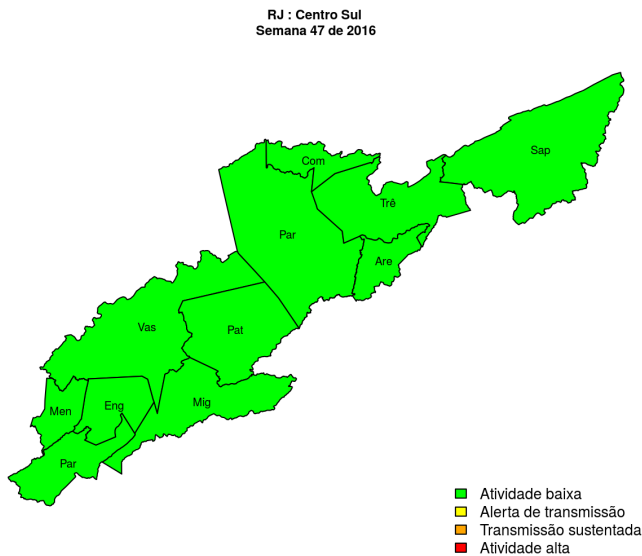 RJ : Centro Sul
Semana 47 de 2016
Sap
Com
Trê
Par
Are
Vas
Pat
Mig
Eng
Men
Par
Atividade baixa
Alerta de transmissão
Transmissão sustentada
Atividade alta